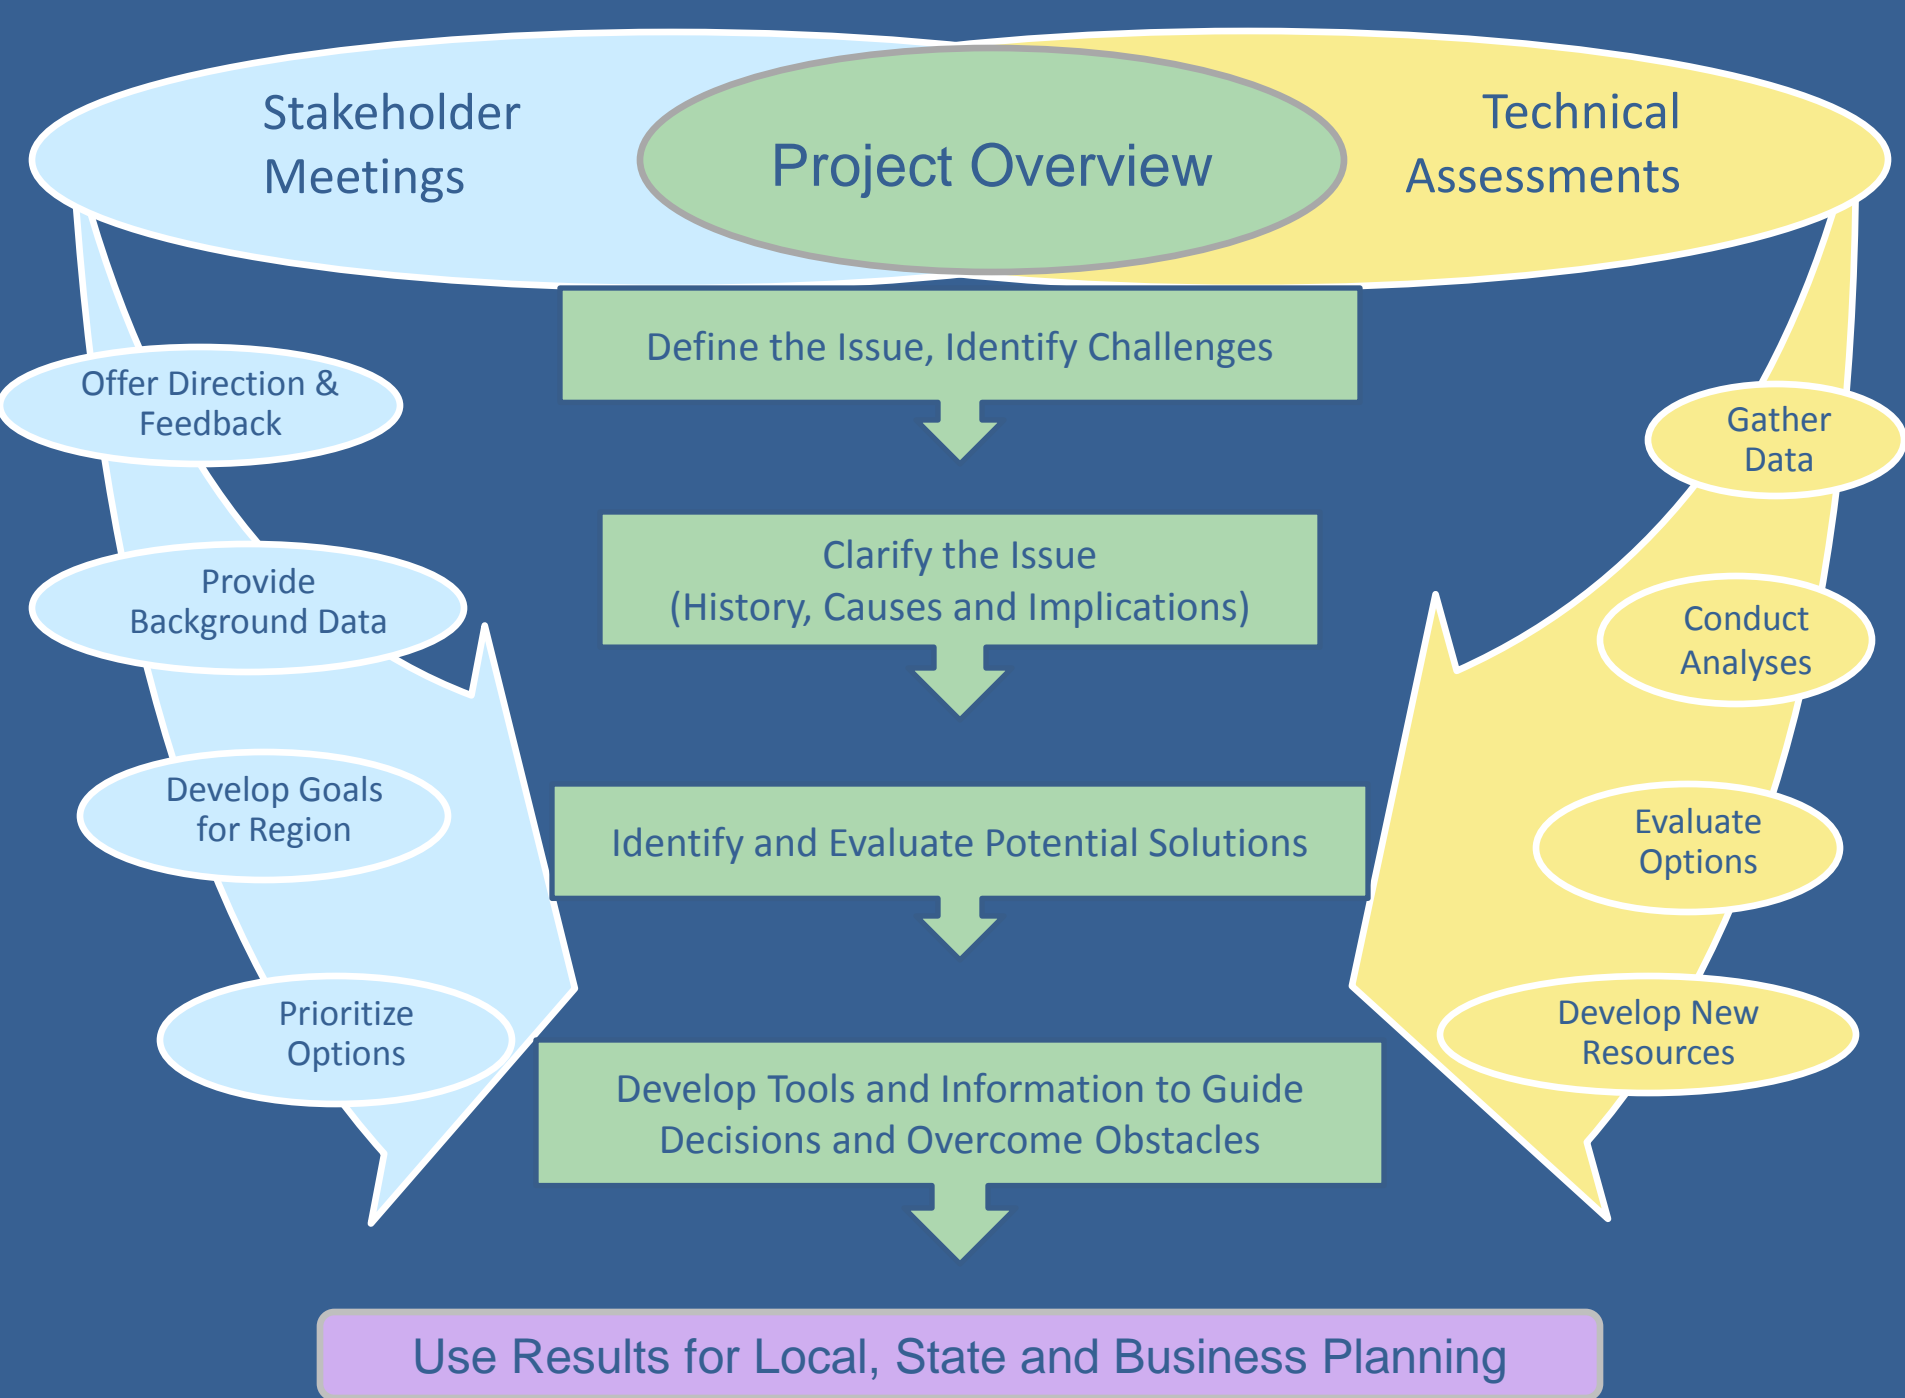 Stakeholder
Meetings
Project Overview
Technical
Assessments
Define the Issue, Identify Challenges
Offer Direction &
Feedback
Gather
Data
Clarify the Issue
(History, Causes and Implications)
Provide
Background Data
Conduct
Analyses
Develop Goals
for Region
Identify and Evaluate Potential Solutions
Evaluate
Options
Prioritize
Options
Develop New
Resources
Develop Tools and Information to Guide
Decisions and Overcome Obstacles
Use Results for Local, State and Business Planning